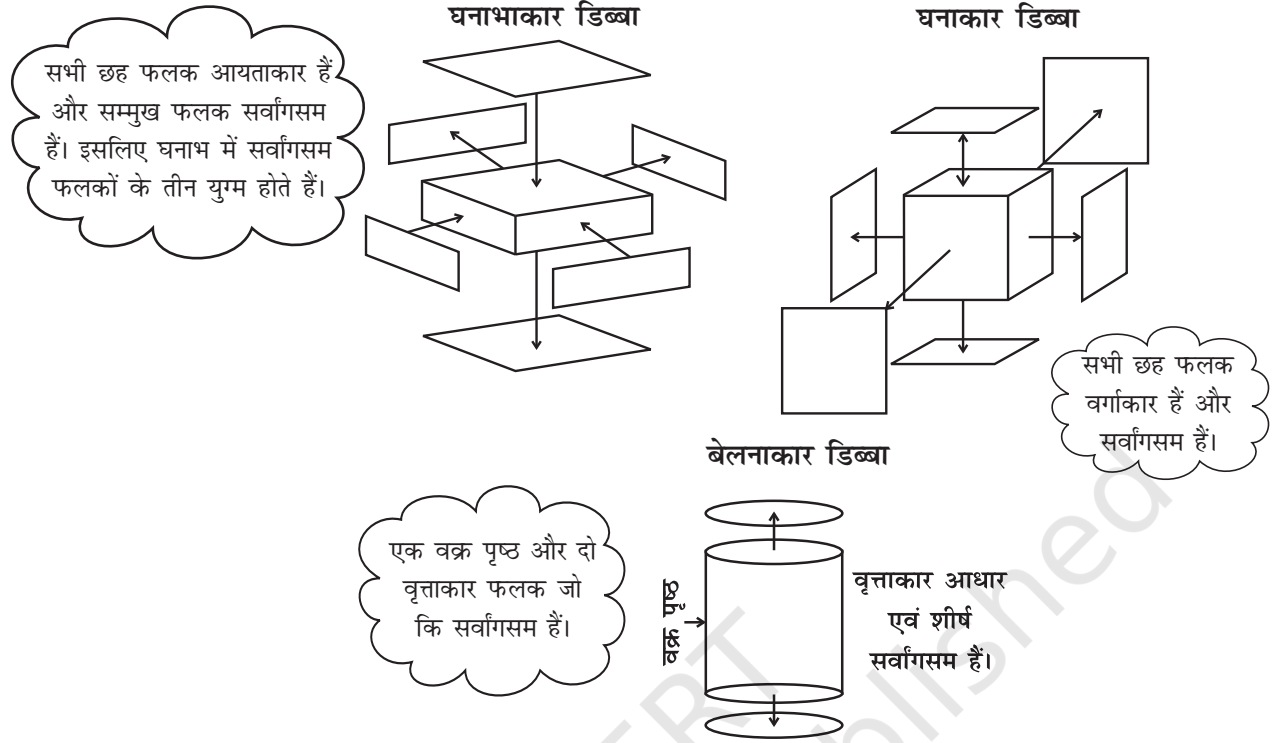 घनाभाकार डिब्बा
सभी छह फलक आयताकार हैं
और सम्मुख फलक सर्वांगसम
हैं। इसलिए घनाभ में सर्वांगसम
फलकों के तीन युग्म होते हैं।
घनाकार डिब्बा
सभी छह फलक
वर्गाकार हैं और
सर्वांगसम हैं।
बेलनाकार डिब्बा
एक वक्र पृष्ठ और दो
वृत्ताकार फलक जो
कि सर्वांगसम हैं।
वक्र पृष्ठ
वृत्ताकार आधार
एवं शीर्ष
सर्वांगसम हैं।